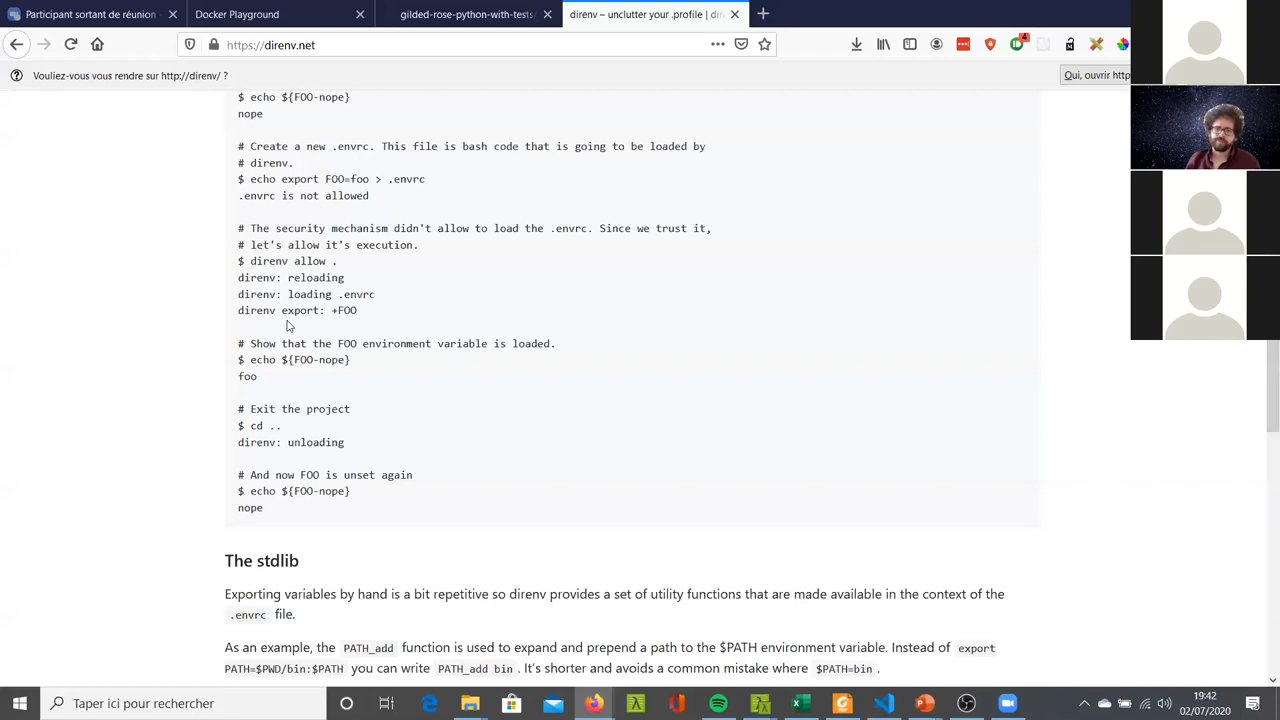 Participant sortant de réunion -
Docker Playground
gilded-rose-python-with-tests/
direnv – unclutter your .profile | dir
https://direnv.net
4
Vouliez-vous vous rendre sur http://direnv/ ?
Oui, ouvrir http
$ echo ${FOO-nope}
nope
# Create a new .envrc. This file is bash code that is going to be loaded by
# direnv.
$ echo export FOO=foo > .envrc
.envrc is not allowed
# The security mechanism didn't allow to load the .envrc. Since we trust it,
# let's allow it's execution.
$ direnv allow .
direnv: reloading
direnv: loading .envrc
direnv export: +FOO
# Show that the FOO environment variable is loaded.
$ echo ${FOO-nope}
foo
# Exit the project
$ cd ..
direnv: unloading
# And now FOO is unset again
$ echo ${FOO-nope}
nope
The stdlib
Exporting variables by hand is a bit repetitive so direnv provides a set of utility functions that are made available in the context of the
.envrc file.
As an example, the PATH_add function is used to expand and prepend a path to the $PATH environment variable. Instead of export
PATH=$PWD/bin:$PATH you can write PATH_add bin . It's shorter and avoids a common mistake where $PATH=bin .
Taper ici pour rechercher
19:42
02/07/2020